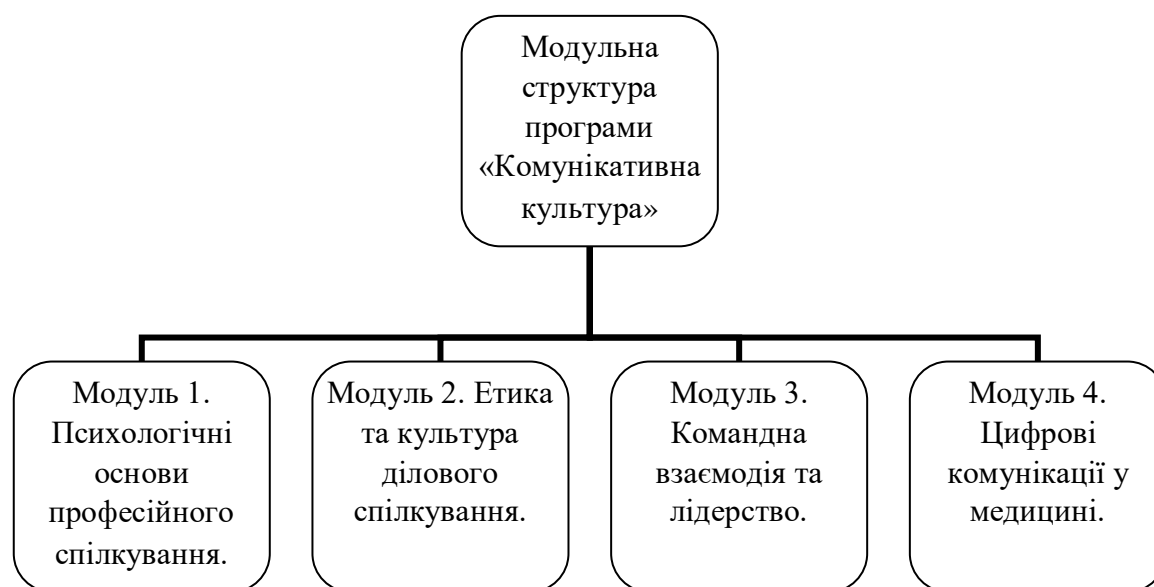 Модульна
структура
програми
«Комунікативна
культура»
Модуль 1.
Психологічні
основи
професійного
спілкування.
Модуль 2. Етика
та культура
ділового
спілкування.
Модуль 3.
Командна
взаємодія та
лідерство.
Модуль 4.
Цифрові
комунікації у
медицині.